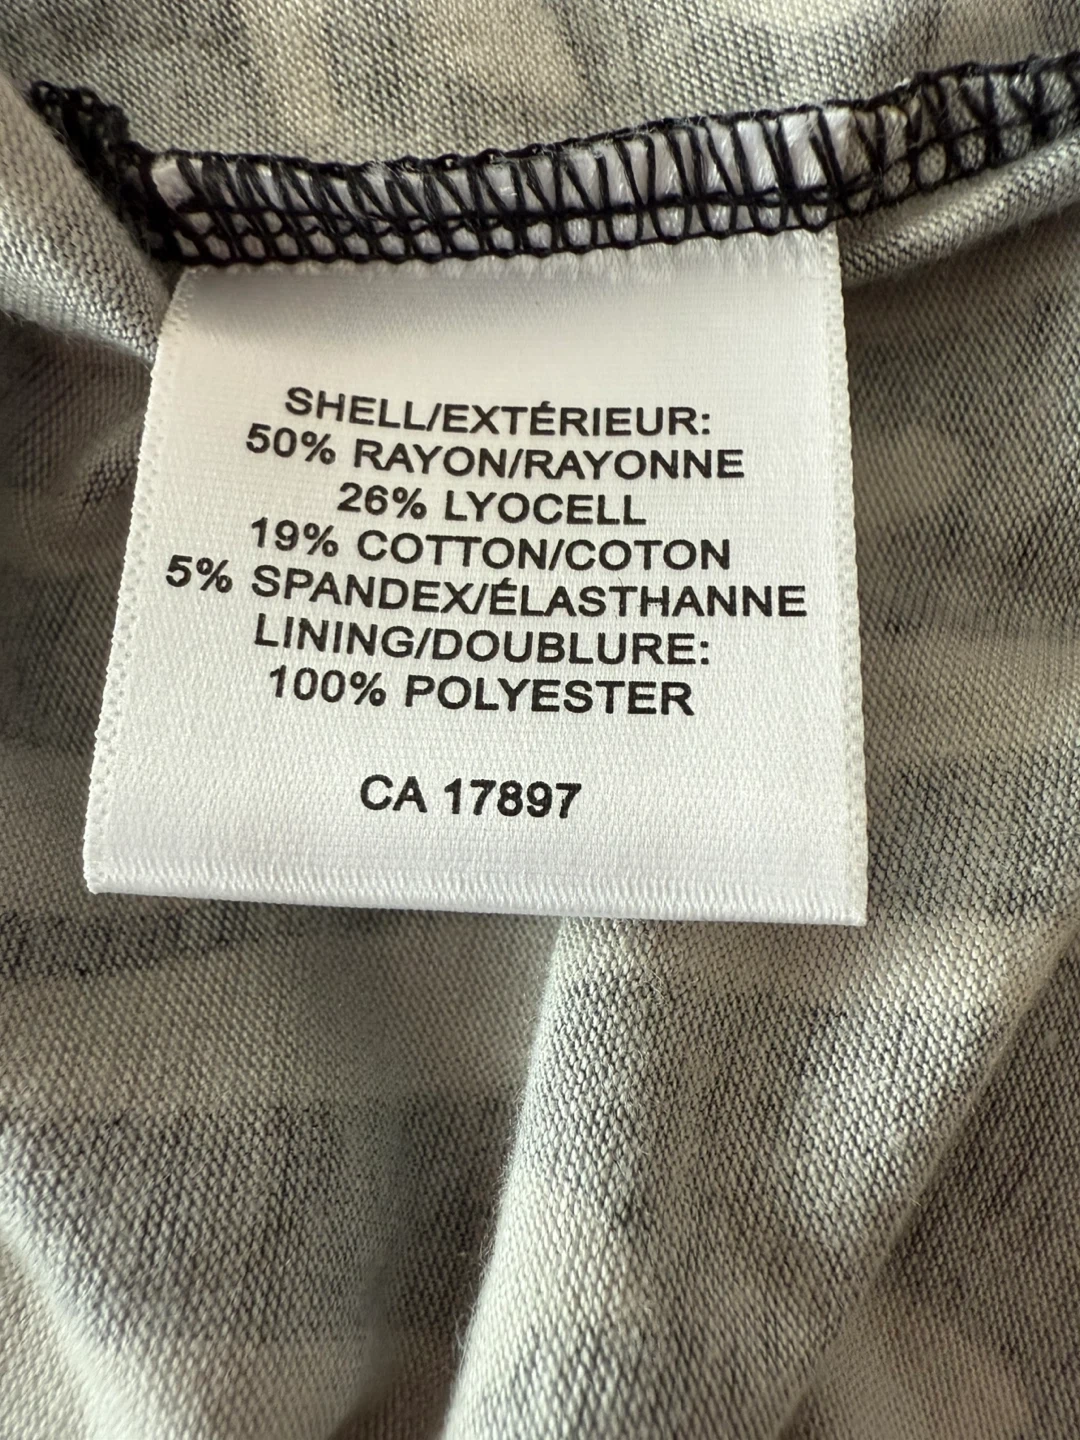 SHELL/EXTÉRIEUR:
50% RAYON/RAYONNE
26% LYOCELL
19% COTTON/COTON
5% SPANDEX/ÉLASTHANNE
LINING/DOUBLURE:
100% POLYESTER
CA 17897